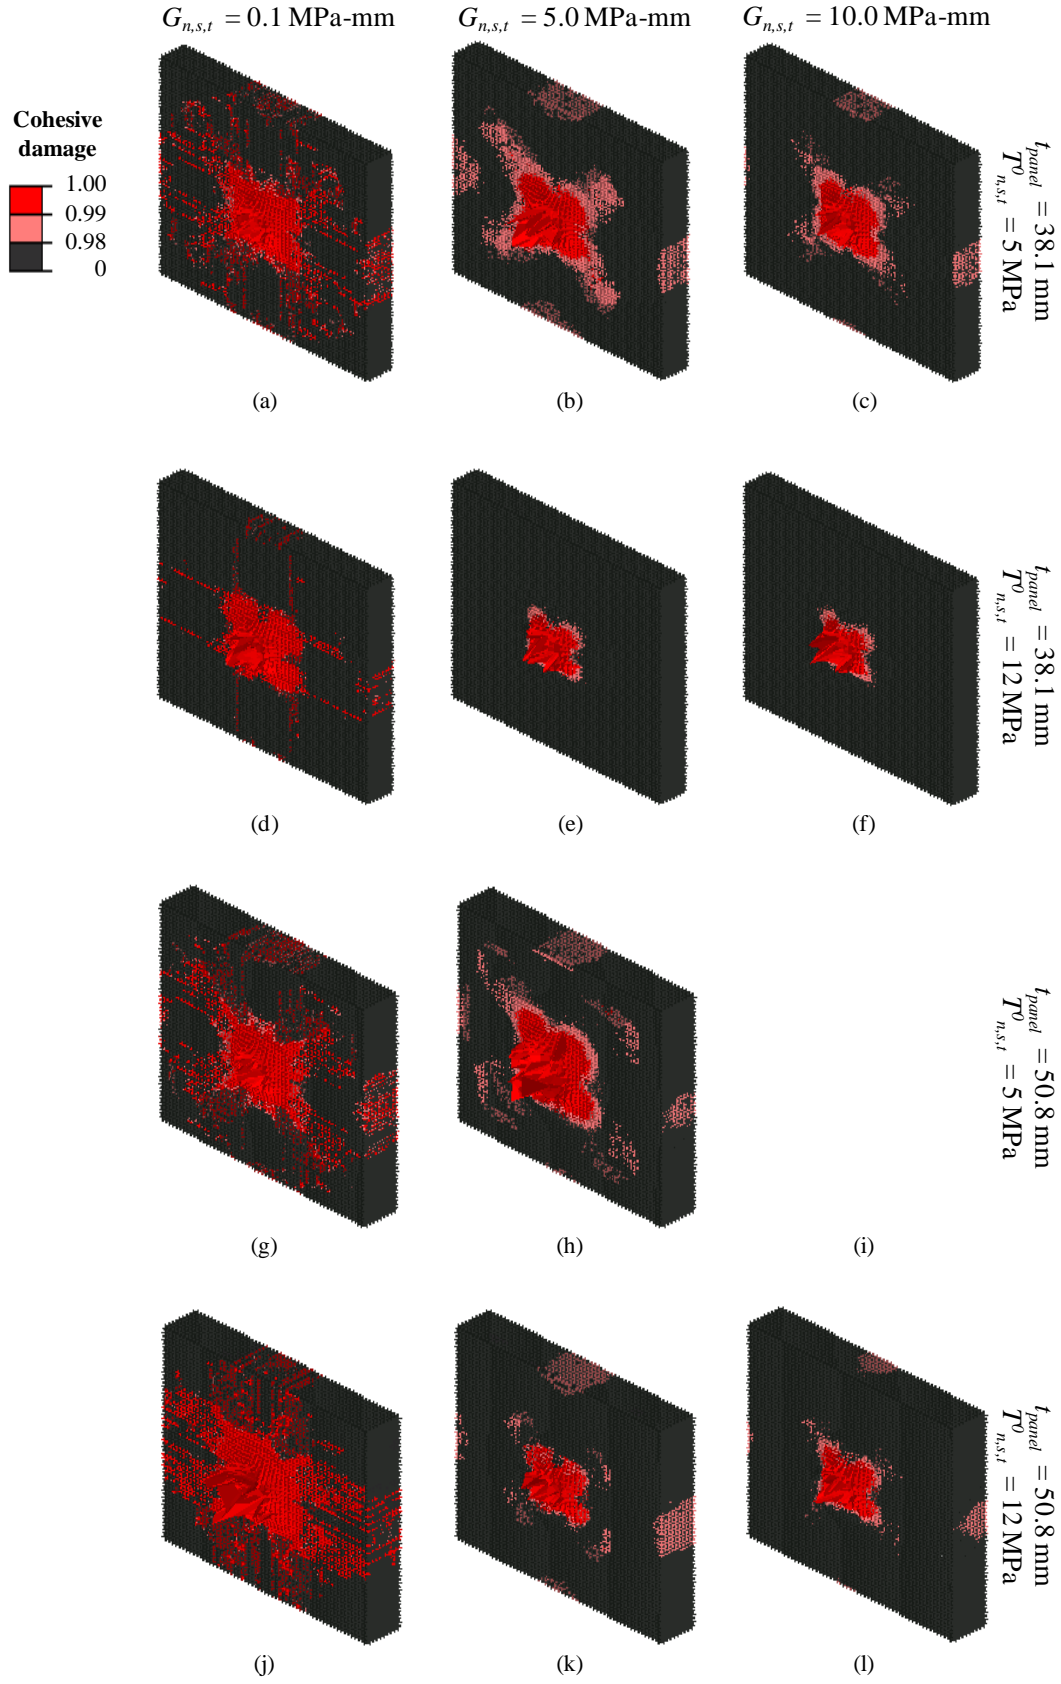 G_{n,s,t} = 0.1 MPa-mm
G_{n,s,t} = 5.0 MPa-mm
G_{n,s,t} = 10.0 MPa-mm
Cohesive
damage
1.00
0.99
0.98
0
t_{panel} = 38.1 mm
T^0_{n,s,t} = 5 MPa
(a)
(b)
(c)
t_{panel} = 38.1 mm
T^0_{n,s,t} = 12 MPa
(d)
(e)
(f)
t_{panel} = 50.8 mm
T^0_{n,s,t} = 5 MPa
(g)
(h)
(i)
t_{panel} = 50.8 mm
T^0_{n,s,t} = 12 MPa
(j)
(k)
(l)